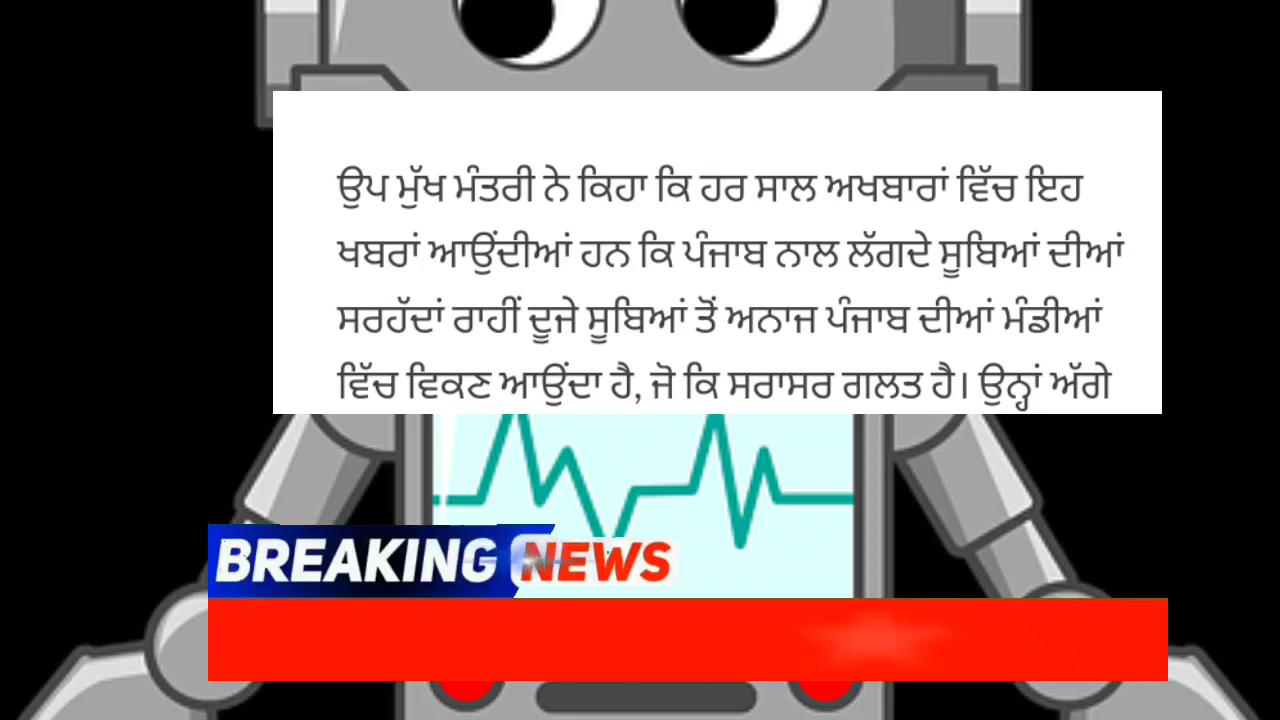 ਉਪ ਮੁੱਖ ਮੰਤਰੀ ਨੇ ਕਿਹਾ ਕਿ ਹਰ ਸਾਲ ਅਖਬਾਰਾਂ ਵਿੱਚ ਇਹ
ਖਬਰਾਂ ਆਉਂਦੀਆਂ ਹਨ ਕਿ ਪੰਜਾਬ ਨਾਲ ਲੱਗਦੇ ਸੂਬਿਆਂ ਦੀਆਂ
ਸਰਹੱਦਾਂ ਰਾਹੀਂ ਦੂਜੇ ਸੂਬਿਆਂ ਤੋਂ ਅਨਾਜ ਪੰਜਾਬ ਦੀਆਂ ਮੰਡੀਆਂ
ਵਿੱਚ ਵਿਕਣ ਆਉਂਦਾ ਹੈ, ਜੋ ਕਿ ਸਰਾਸਰ ਗਲਤ ਹੈ। ਉਨ੍ਹਾਂ ਅੱਗੇ
BREAKING NEWS